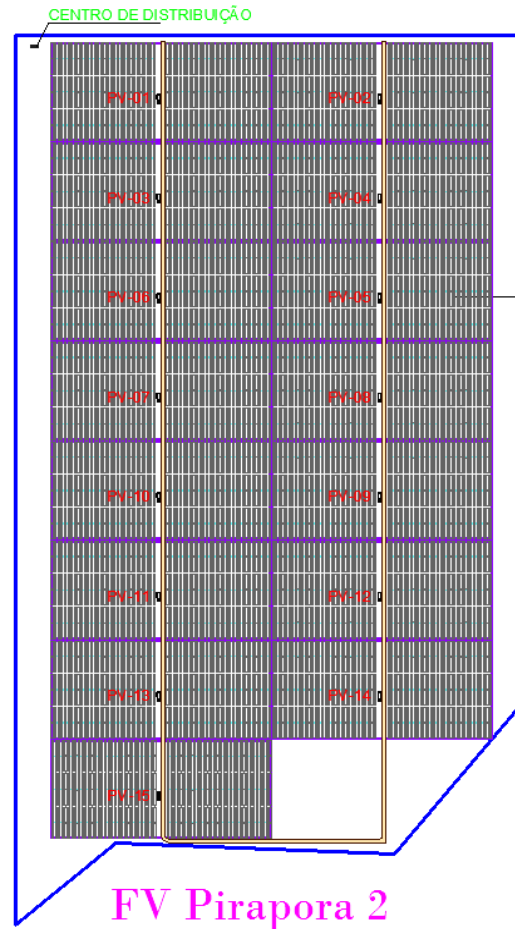 CENTRO DE DISTRIBUIÇÃO
PV-01 PV-02
PV-03 PV-04
PV-06 PV-05
PV-07 PV-08
PV-10 PV-09
PV-11 PV-12
PV-13 PV-14
PV-15
FV Pirapora 2